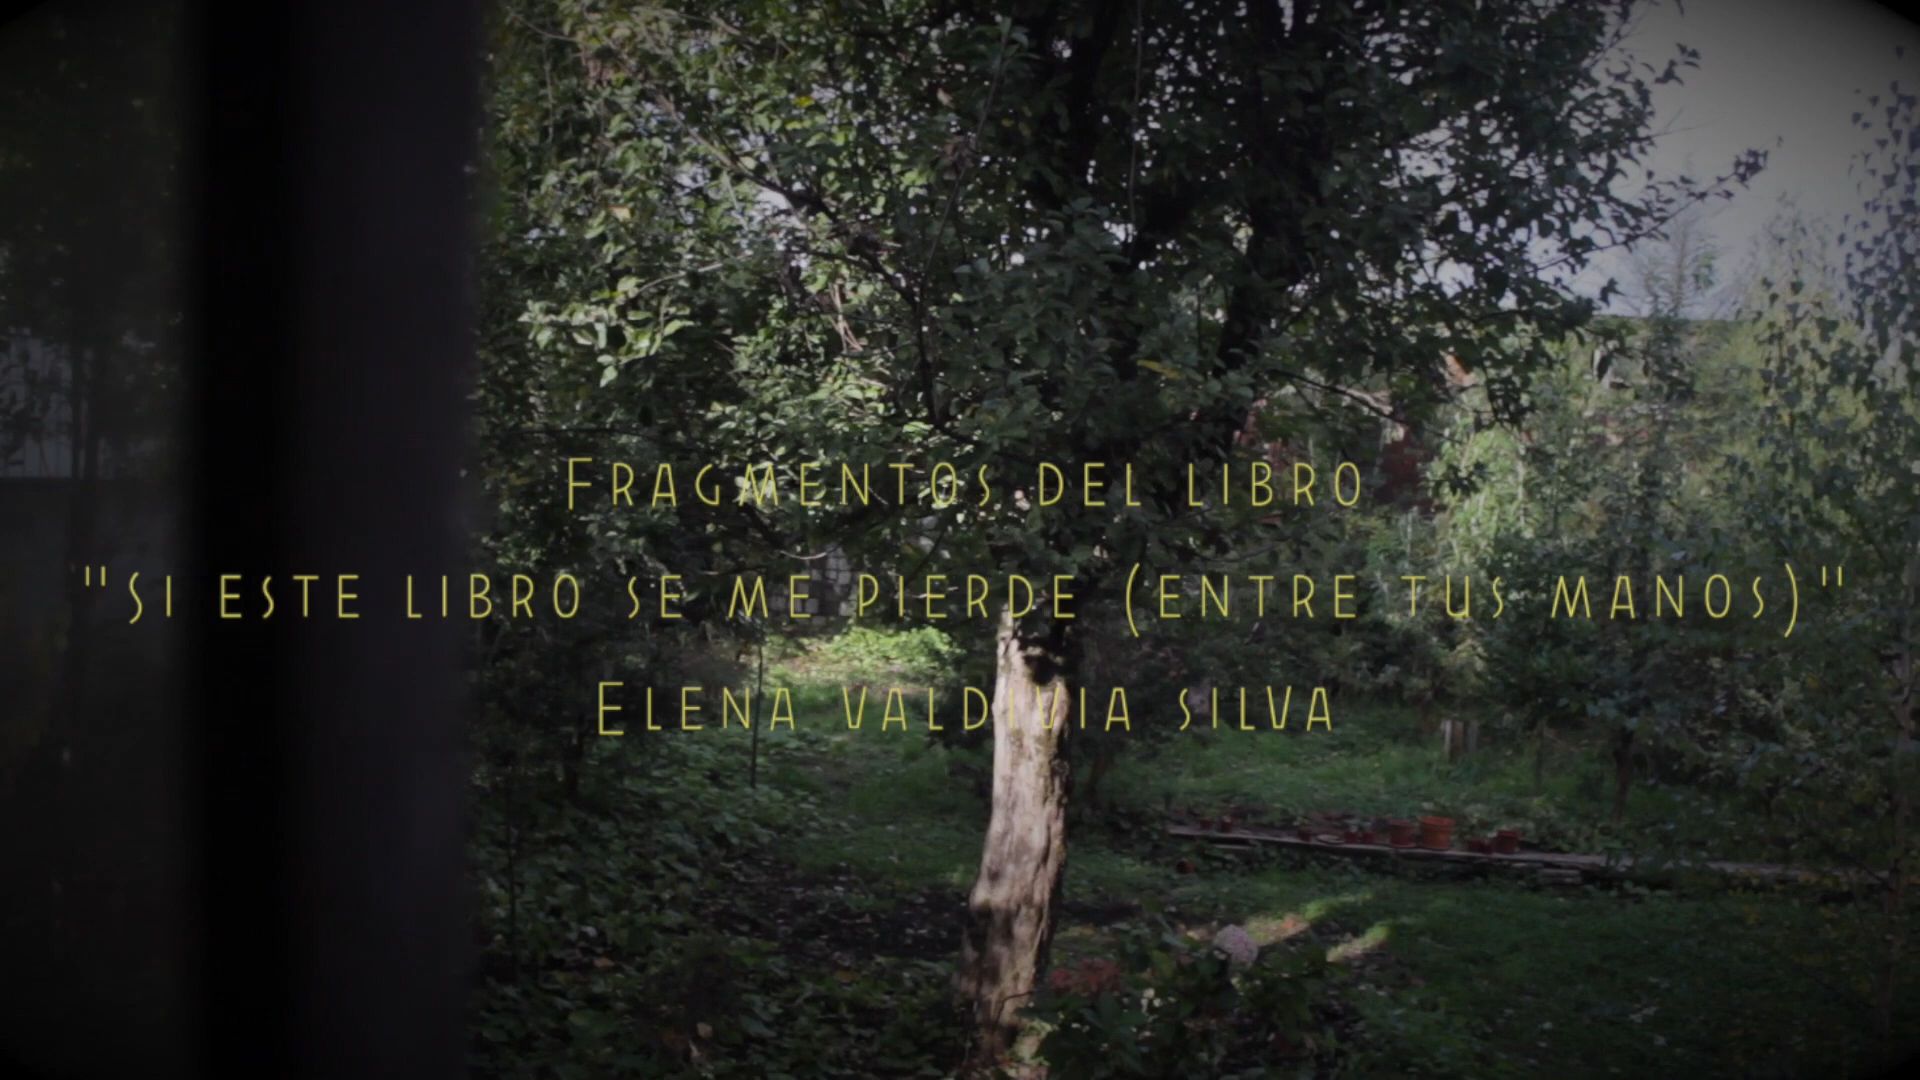 Fragmentos del libro
"Si este libro se me pierde (entre tus manos)"
Elena Valdivia Silva